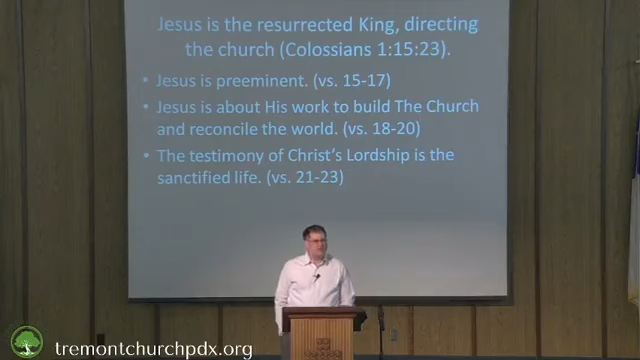 Jesus is the resurrected King, directing
the church (Colossians 1:15:23).
• Jesus is preeminent. (vs. 15-17)
• Jesus is about His work to build The Church
and reconcile the world. (vs. 18-20)
• The testimony of Christ's Lordship is the
sanctified life. (vs. 21-23)
tremontchurchpdx.org